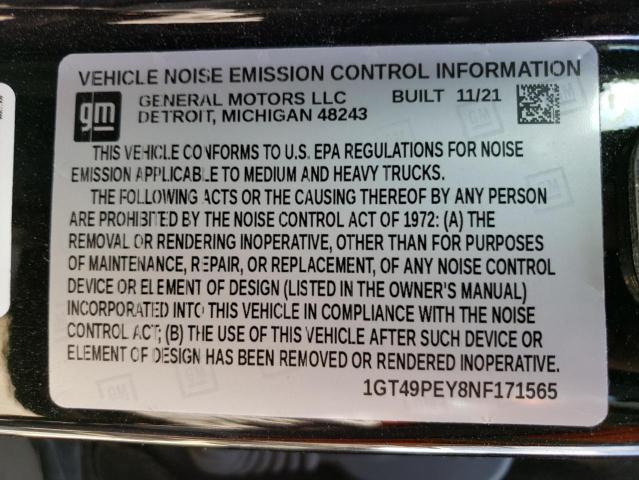 VEHICLE NOISE EMISSION CONTROL INFORMATION
gm GENERAL MOTORS LLC BUILT 11/21
DETROIT, MICHIGAN 48243
THIS VEHICLE CONFORMS TO U.S. EPA REGULATIONS FOR NOISE
EMISSION APPLICABLE TO MEDIUM AND HEAVY TRUCKS.
THE FOLLOWING ACTS OR THE CAUSING THEREOF BY ANY PERSON
ARE PROHIBITED BY THE NOISE CONTROL ACT OF 1972: (A) THE
REMOVAL OR RENDERING INOPERATIVE, OTHER THAN FOR PURPOSES
OF MAINTENANCE, REPAIR, OR REPLACEMENT, OF ANY NOISE CONTROL
DEVICE OR ELEMENT OF DESIGN (LISTED IN THE OWNER'S MANUAL)
INCORPORATED INTO THIS VEHICLE IN COMPLIANCE WITH THE NOISE
CONTROL ACT; (B) THE USE OF THIS VEHICLE AFTER SUCH DEVICE OR
ELEMENT OF DESIGN HAS BEEN REMOVED OR RENDERED INOPERATIVE.
1GT49PEY8NF171565